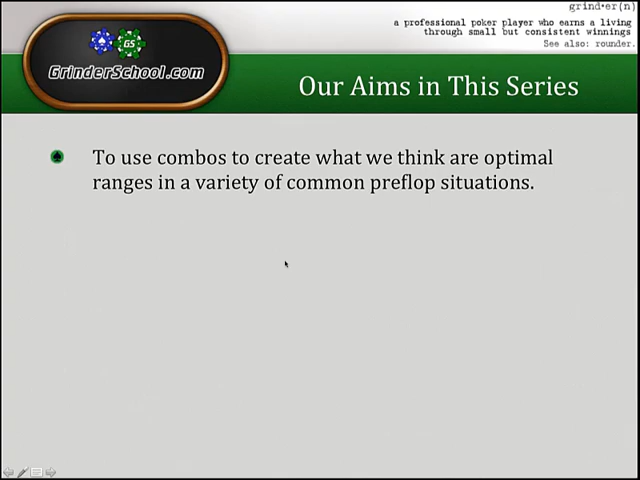 grind·er(n)
a professional poker player who earns a living
through small but consistent winnings
See also: rounder.
GS
GrinderSchool.com
Our Aims in This Series
To use combos to create what we think are optimal
ranges in a variety of common preflop situations.